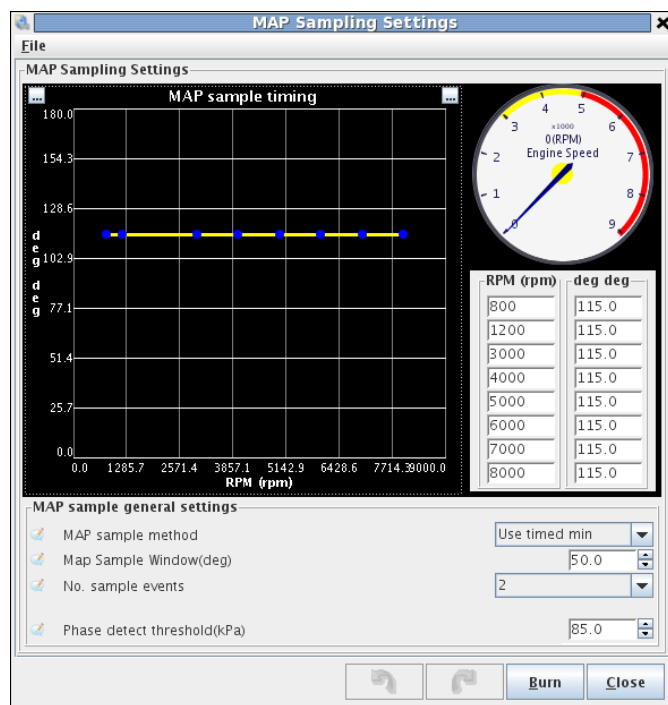 MAP Sampling Settings
File
MAP Sampling Settings
... MAP sample timing ...
180.0
154.3
128.6
102.9
77.1
51.4
25.7
0.0
deg deg
0.0 1285.7 2571.4 3857.1 5142.9 6428.6 7714.3 9000.0
RPM (rpm)
0 1 2 3 4 5 6 7 8 9
x1000
0(RPM)
Engine Speed
RPM (rpm) deg deg
800 115.0
1200 115.0
3000 115.0
4000 115.0
5000 115.0
6000 115.0
7000 115.0
8000 115.0
MAP sample general settings
MAP sample method Use timed min
Map Sample Window(deg) 50.0
No. sample events 2
Phase detect threshold(kPa) 85.0
Burn Close